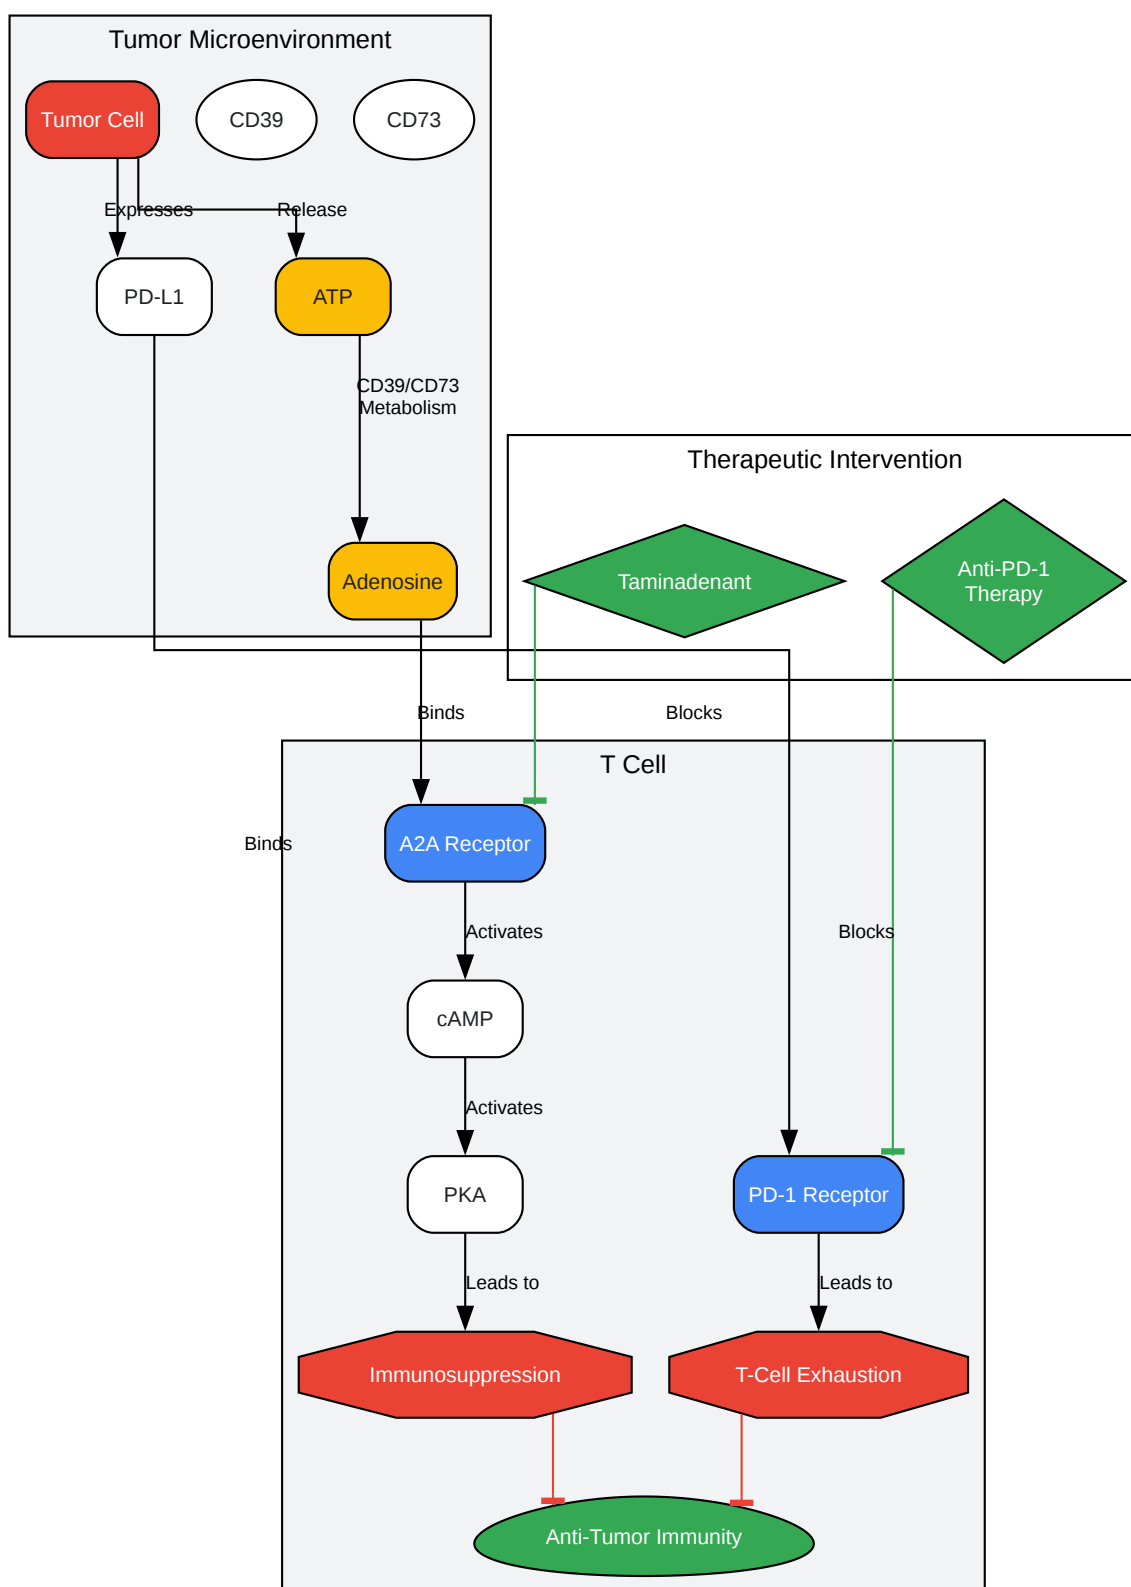 Tumor Microenvironment
Tumor Cell
CD39
CD73
Expresses
Release
PD-L1
ATP
CD39/CD73
Metabolism
Therapeutic Intervention
Adenosine
Taminadenant
Anti-PD-1
Therapy
Binds
Blocks
T Cell
Binds
A2A Receptor
Activates
Blocks
cAMP
Activates
PKA
PD-1 Receptor
Leads to
Leads to
Immunosuppression
T-Cell Exhaustion
Anti-Tumor Immunity